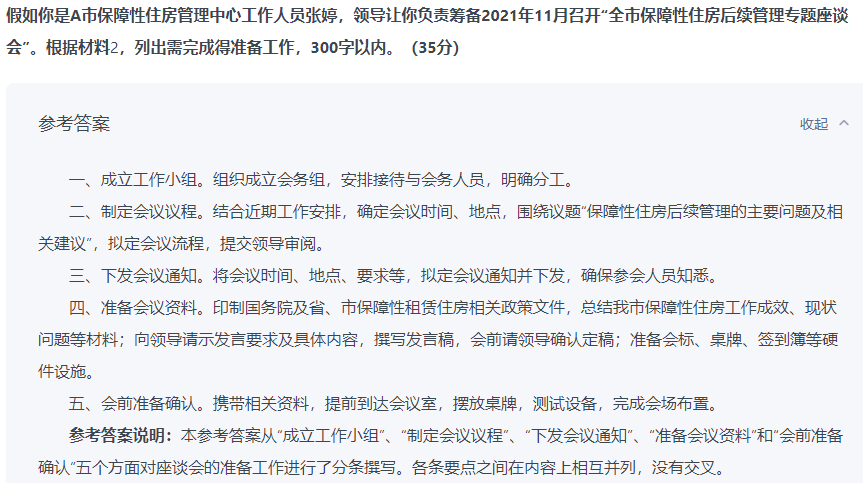 假如你是A市保障性住房管理中心工作人员张婷，领导让你负责筹备2021年11月召开“全市保障性住房后续管理专题座谈
会”。根据材料2，列出需完成得准备工作，300字以内。（35分）
参考答案
收起
一、成立工作小组。组织成立会务组，安排接待与会务人员，明确分工。
二、制定会议议程。结合近期工作安排，确定会议时间、地点，围绕议题“保障性住房后续管理的主要问题及相
关建议”，拟定会议流程，提交领导审阅。
三、下发会议通知。将会议时间、地点、要求等，拟定会议通知并下发，确保参会人员知悉。
四、准备会议资料。印制国务院及省、市保障性租赁住房相关政策文件，总结我市保障性住房工作成效、现状
问题等材料；向领导请示发言要求及具体内容，撰写发言稿，会前请领导确认定稿；准备会标、桌牌、签到簿等硬
件设施。
五、会前准备确认。携带相关资料，提前到达会议室，摆放桌牌，测试设备，完成会场布置。
参考答案说明：本参考答案从“成立工作小组”、“制定会议议程”、“下发会议通知”、“准备会议资料”和“会前准备
确认”五个方面对座谈会的准备工作进行了分条撰写。各条要点之间在内容上相互并列，没有交叉。